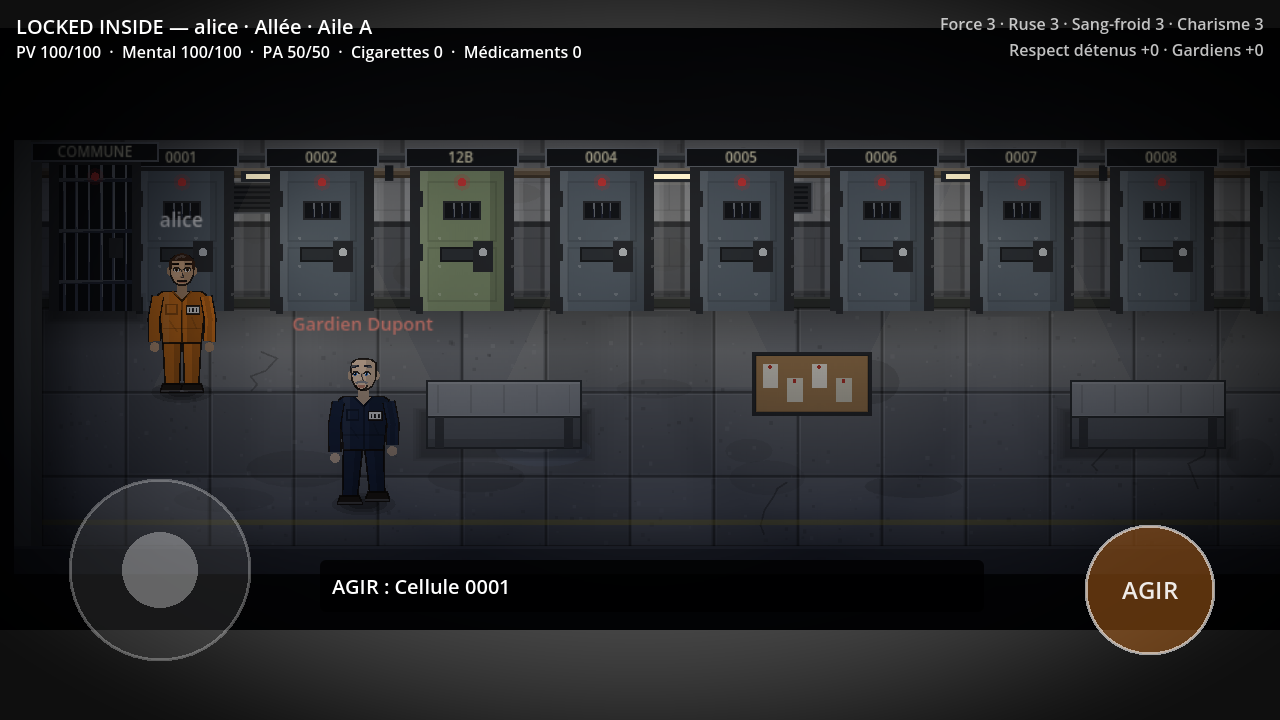 LOCKED INSIDE — alice · Allée · Aile A
PV 100/100 · Mental 100/100 · PA 50/50 · Cigarettes 0 · Médicaments 0
Force 3 · Ruse 3 · Sang-froid 3 · Charisme 3
Respect détenus +0 · Gardiens +0
COMMUNE
0001
0002
12B
0004
0005
0006
0007
0008
alice
Gardien Dupont
AGIR : Cellule 0001
AGIR